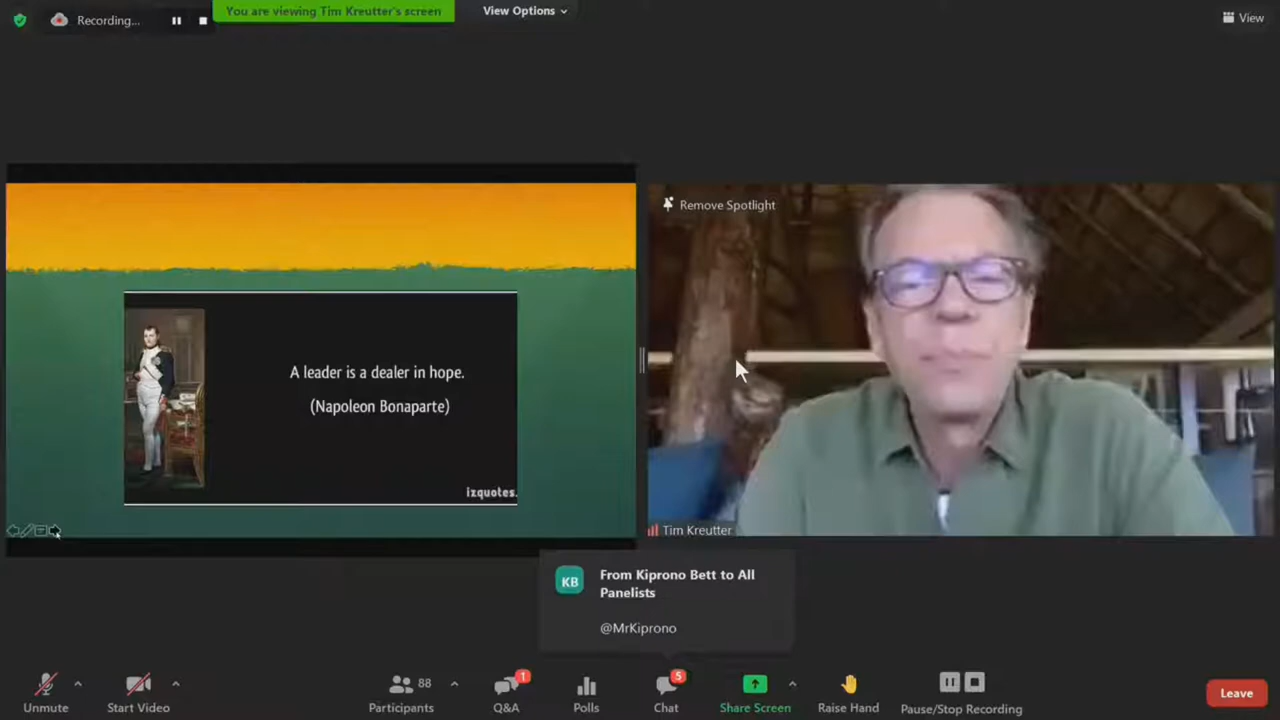 Recording...
You are viewing Tim Kreutter's screen
View Options
View
Remove Spotlight
A leader is a dealer in hope.
(Napoleon Bonaparte)
izquotes.
Tim Kreutter
KB
From Kiprono Bett to All
Panelists
@MrKiprono
Unmute
Start Video
88
Participants
1
Q&A
Polls
5
Chat
Share Screen
Raise Hand
Pause/Stop Recording
Leave